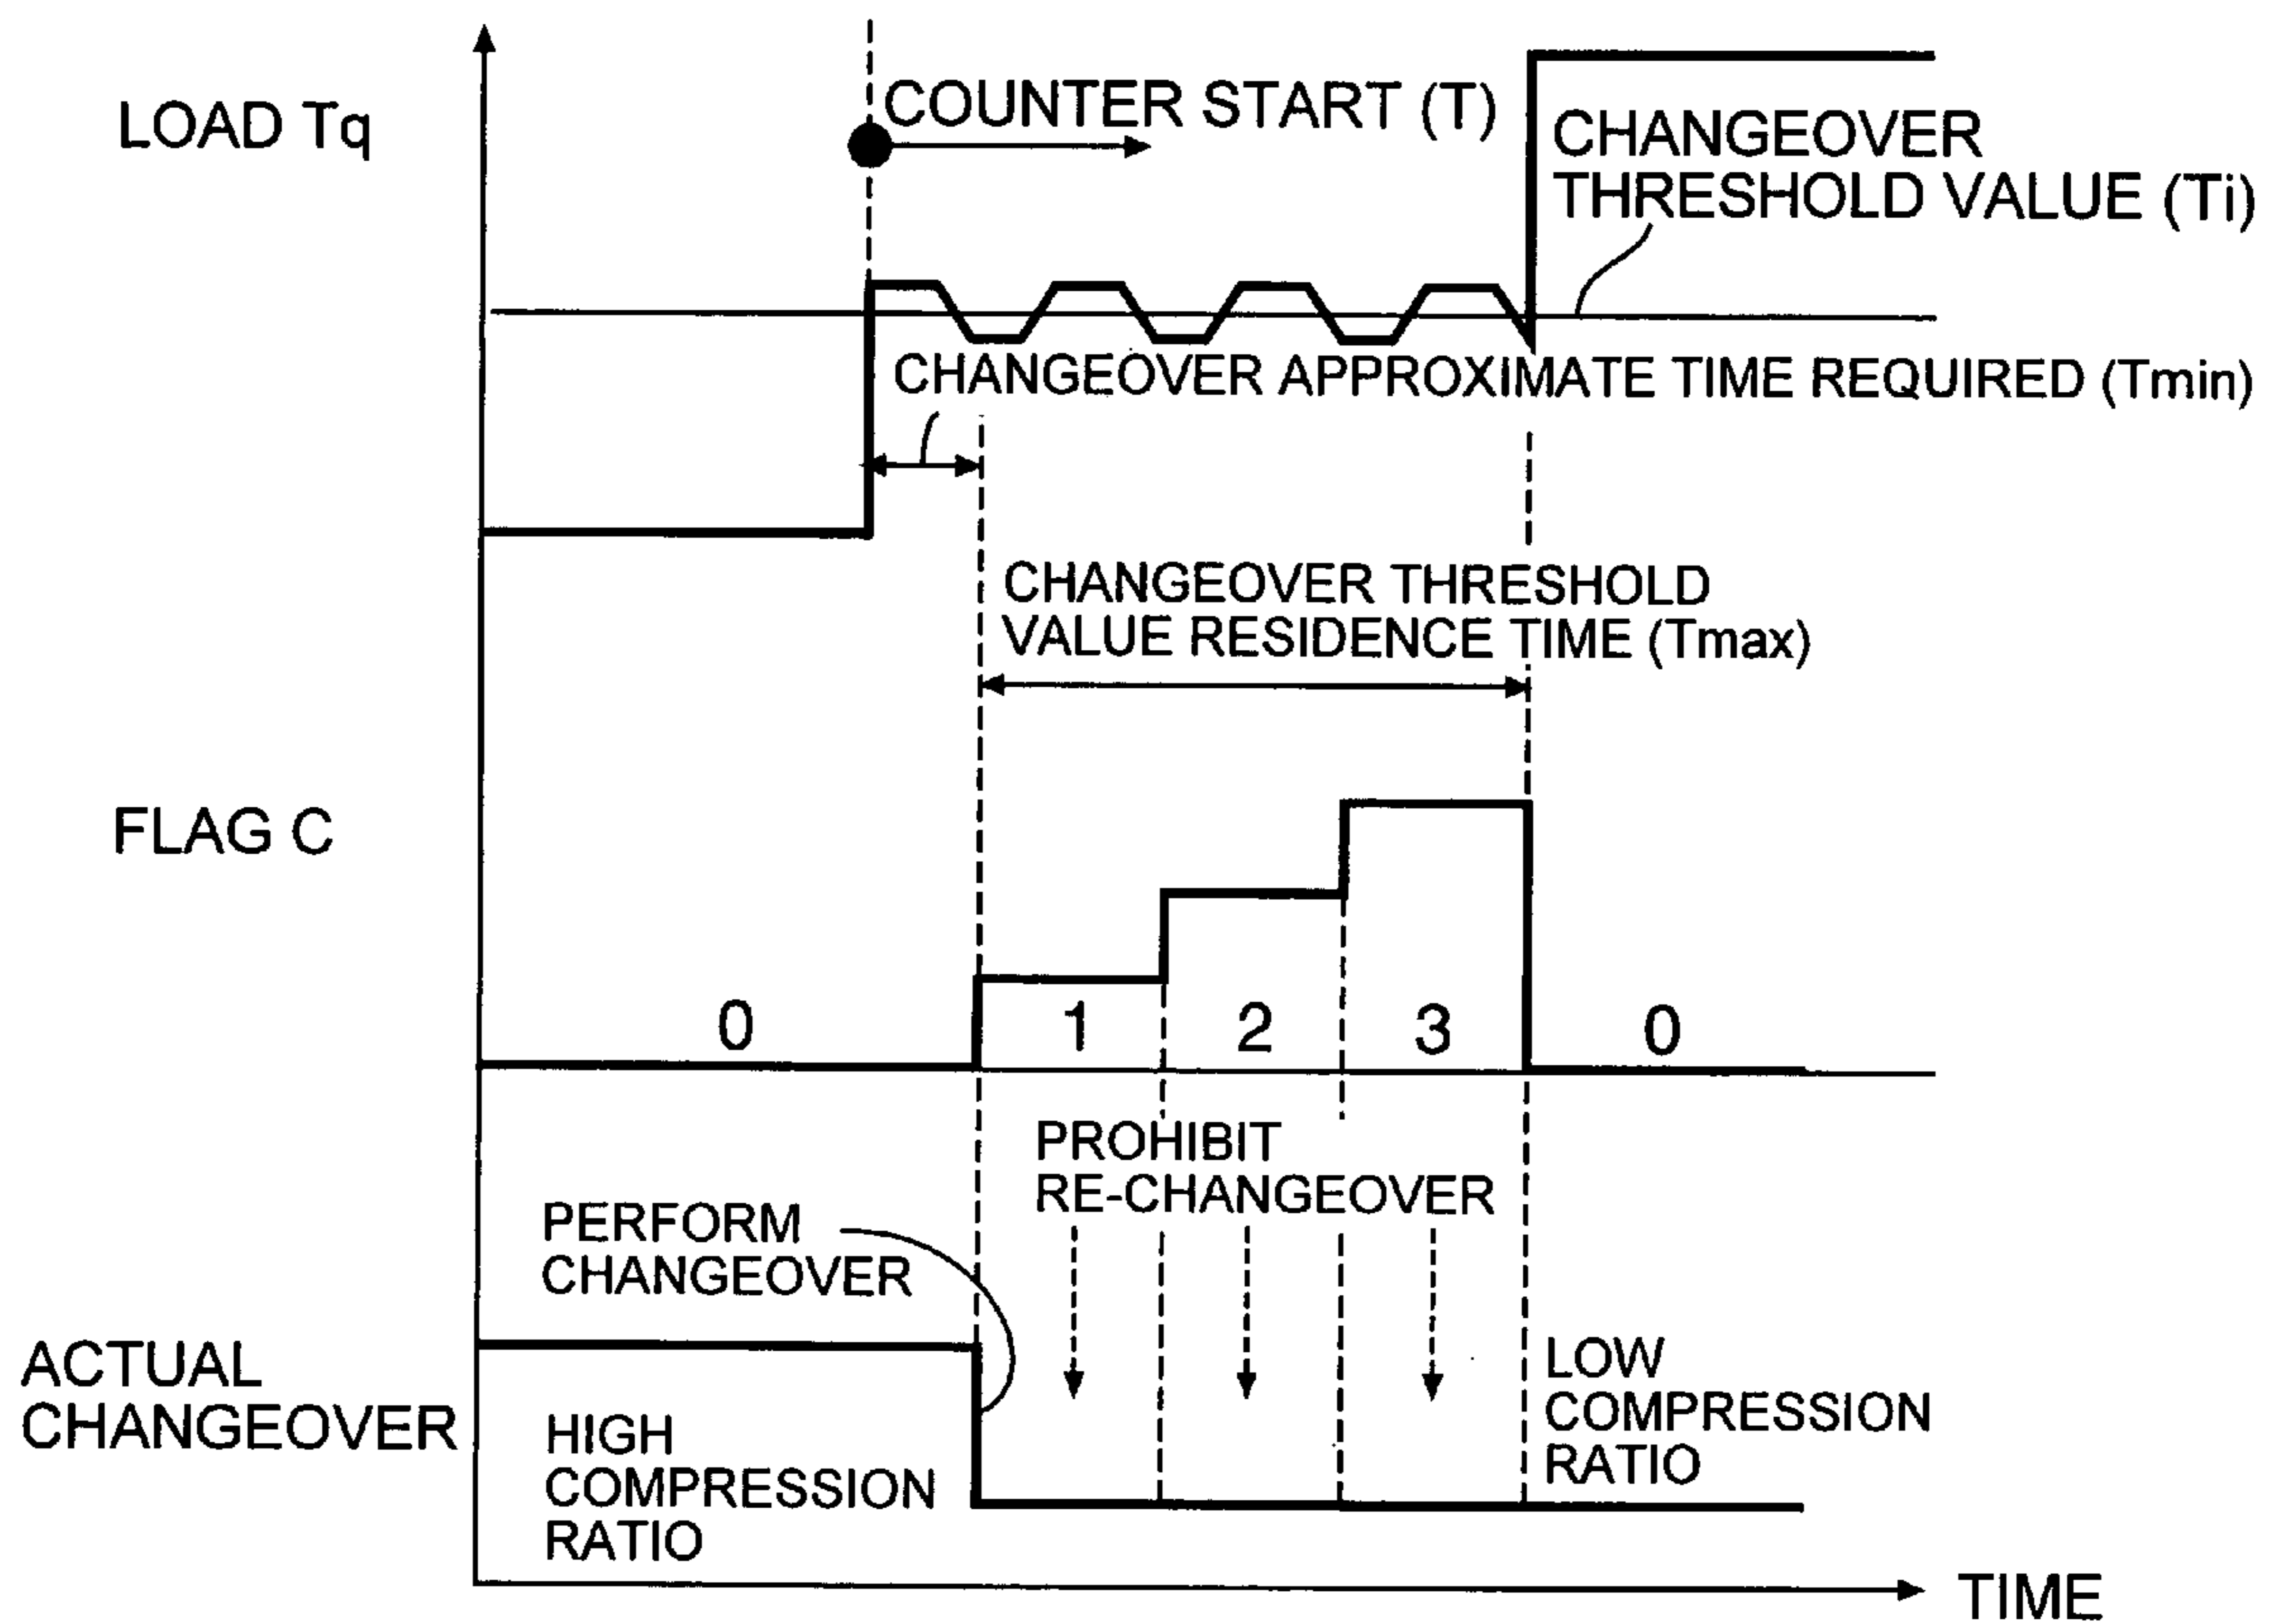 LOAD Tq
COUNTER START (T)
CHANGEOVER
THRESHOLD VALUE (Ti)
CHANGEOVER APPROXIMATE TIME REQUIRED (Tmin)
CHANGEOVER THRESHOLD
VALUE RESIDENCE TIME (Tmax)
FLAG C
0
1
2
3
0
PROHIBIT
RE-CHANGEOVER
PERFORM
CHANGEOVER
ACTUAL
CHANGEOVER
HIGH
COMPRESSION
RATIO
LOW
COMPRESSION
RATIO
TIME